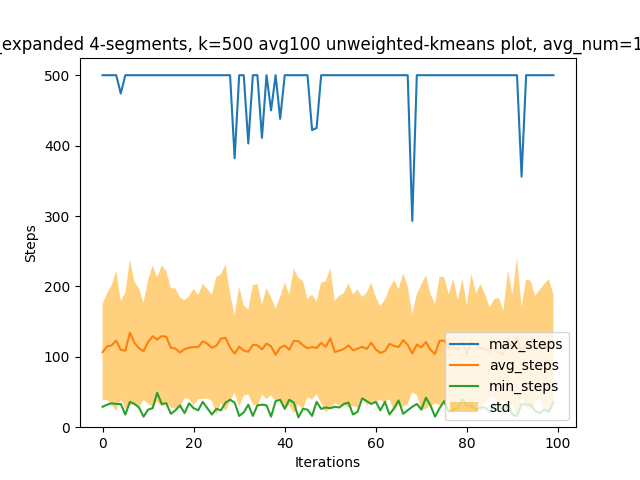 _expanded 4-segments, k=500 avg100 unweighted-kmeans plot, avg_num=1
500
400
300
200
100
0
Steps
0 20 40 60 80 100
Iterations
max_steps
avg_steps
min_steps
std